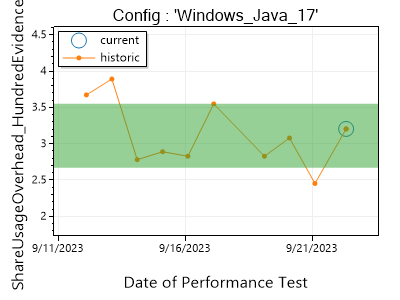 Config : 'Windows_Java_17'
current
historic
ShareUsageOverhead_HundredEvidence
4.5
4
3.5
3
2.5
2
9/11/2023
9/16/2023
9/21/2023
Date of Performance Test